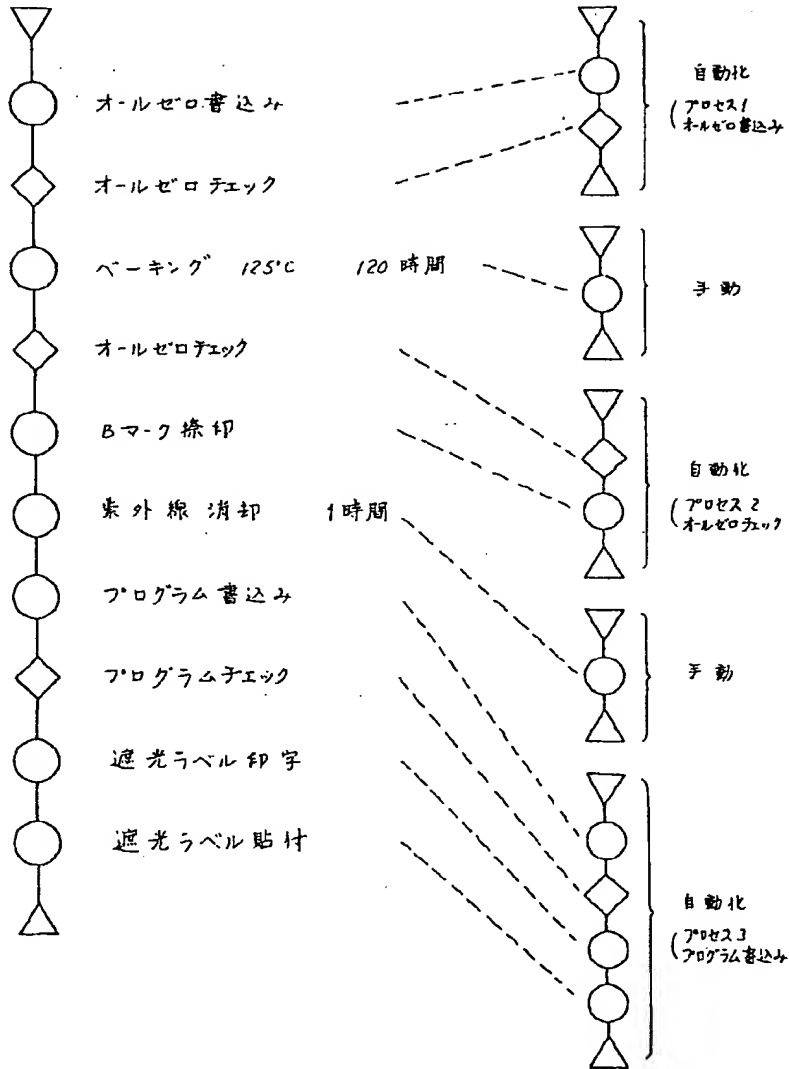 オールゼロ書込み
オールゼロチェック
ベーキング 125℃ 120時間
オールゼロチェック
Bマーク捺印
紫外線消却 1時間
プログラム書込み
プログラムチェック
遮光ラベル印字
遮光ラベル貼付
自動化
(プロセス1
オールゼロ書込み
手動
自動化
(プロセス2
オールゼロチェック
手動
自動化
(プロセス3
プログラム書込み